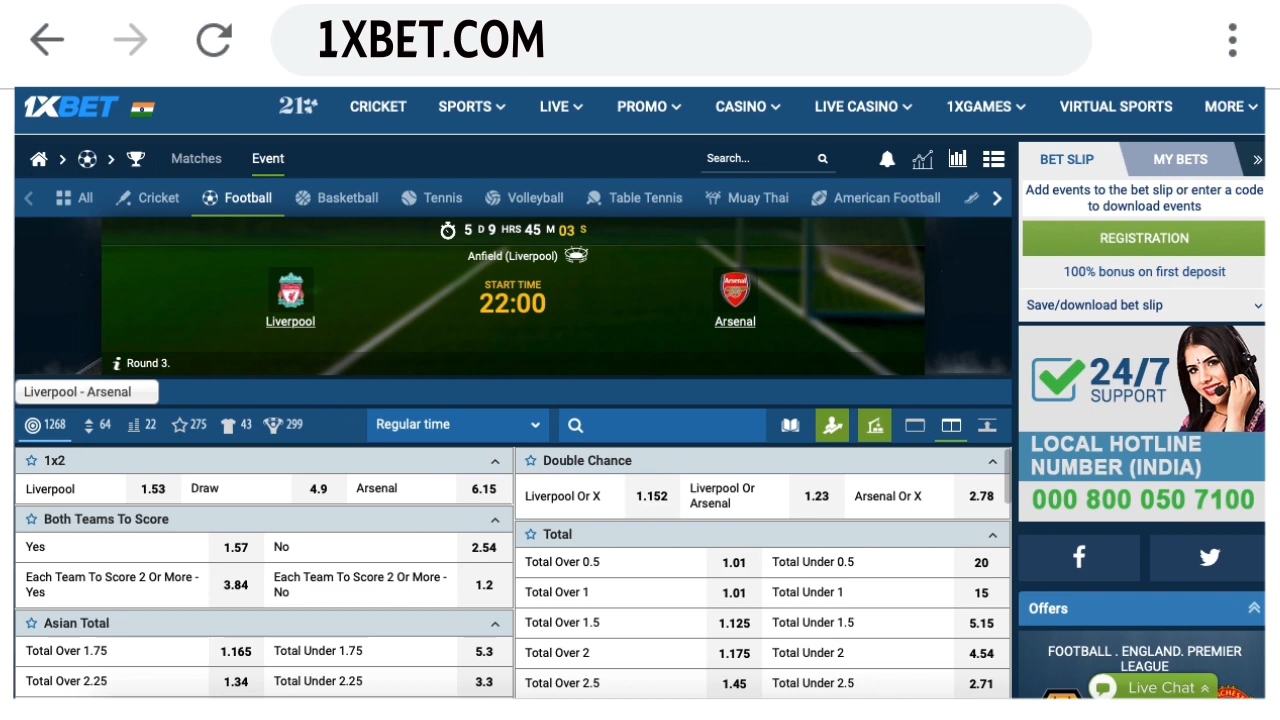 1XBET.COM
1XBET 21 CRICKET SPORTS LIVE PROMO CASINO LIVE CASINO 1XGAMES VIRTUAL SPORTS MORE
Matches Event Search...
All Cricket Football Basketball Tennis Volleyball Table Tennis Muay Thai American Football
5 D 9 HRS 45 M 03 S
Anfield (Liverpool)
START TIME
22:00
Liverpool Arsenal
Round 3.
Liverpool - Arsenal
1268 64 22 275 43 299 Regular time
1x2
Liverpool 1.53 Draw 4.9 Arsenal 6.15
Both Teams To Score
Yes 1.57 No 2.54
Each Team To Score 2 Or More -
Yes 3.84
Each Team To Score 2 Or More -
No 1.2
Asian Total
Total Over 1.75 1.165 Total Under 1.75 5.3
Total Over 2.25 1.34 Total Under 2.25 3.3
Double Chance
Liverpool Or X 1.152
Liverpool Or
Arsenal 1.23
Arsenal Or X 2.78
Total
Total Over 0.5 1.01 Total Under 0.5 20
Total Over 1 1.01 Total Under 1 15
Total Over 1.5 1.125 Total Under 1.5 5.15
Total Over 2 1.175 Total Under 2 4.54
Total Over 2.5 1.45 Total Under 2.5 2.71
BET SLIP MY BETS
Add events to the bet slip or enter a code
to download events
REGISTRATION
100% bonus on first deposit
Save/download bet slip
24/7
SUPPORT
LOCAL HOTLINE
NUMBER (INDIA)
000 800 050 7100
Offers
FOOTBALL . ENGLAND. PREMIER
LEAGUE
Live Chat